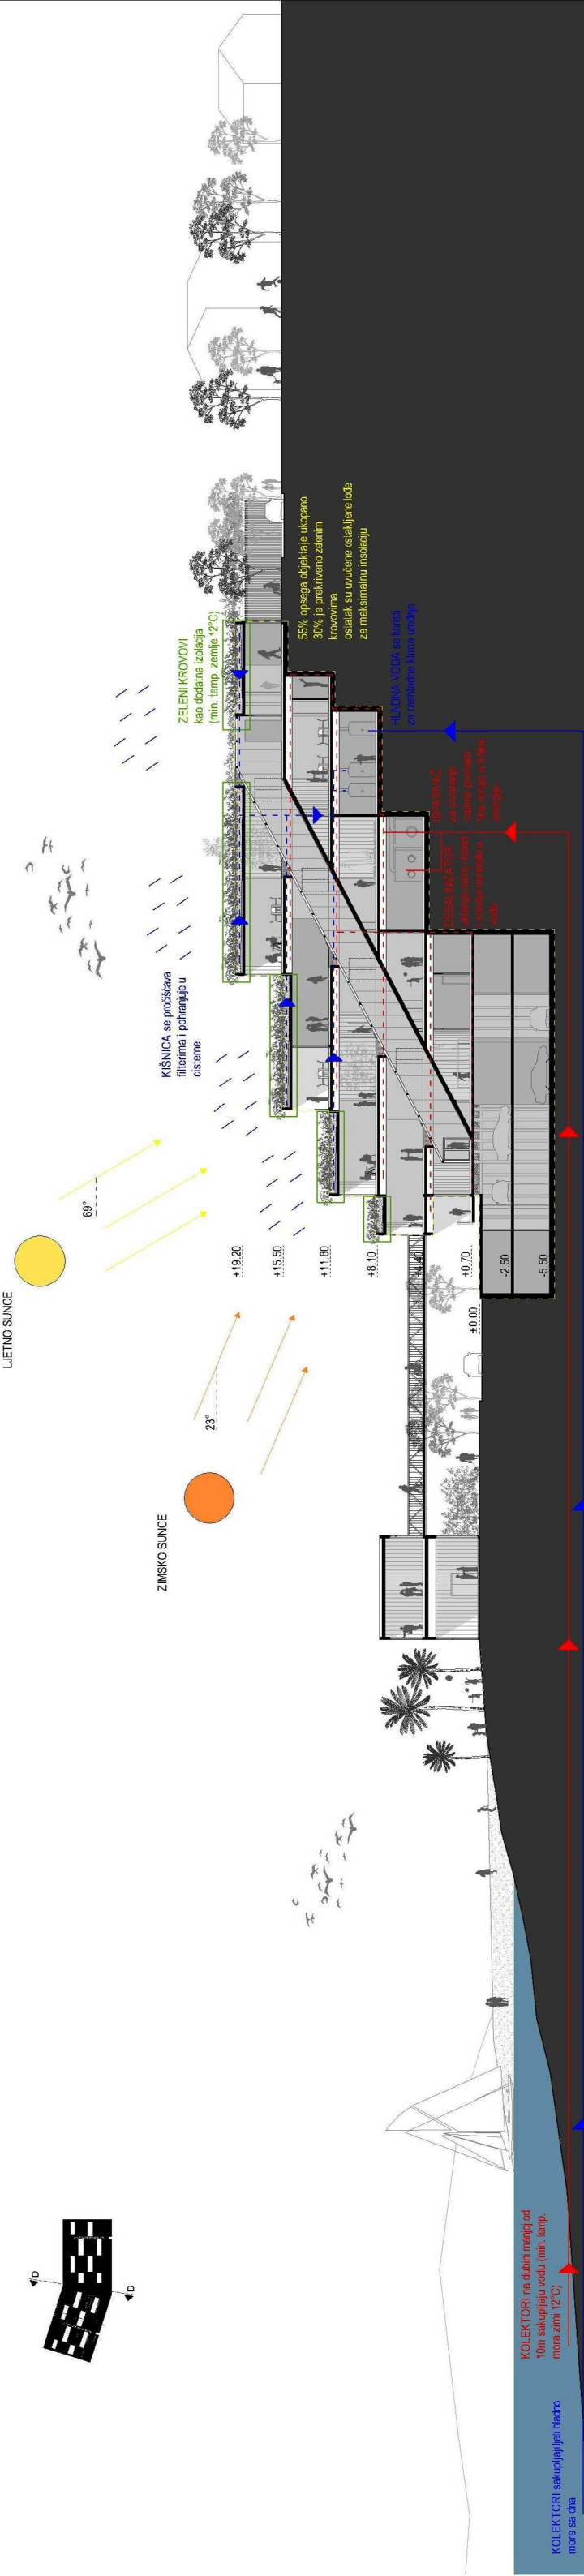 LJETNO SUNCE
ZIMSKO SUNCE
69°
23°
KIŠNICA se pročišćava
filterima i pohranjuje u
cisterne
ZELENI KROVOVI
kao dodatna izolacija
(min. temp. zemlje 12°C)
55% opsega objektaje ukopano
30% je prekriveno zelenim
krovovima
ostatak su uvučene ostakljene lođe
za maksimalnu insolaciju
HLADNA VODA se koristi
za rashladne klima uređaje
+19.20
+15.50
+11.80
+8.10
+0.70
±0.00
-2.50
-5.50
D
D
KOLEKTORI na dubini manjoj od
10m sakupljaju vodu (min. temp.
mora zimi 12°C)
KOLEKTORI sakupljaji ljeti hladno
more sa dna